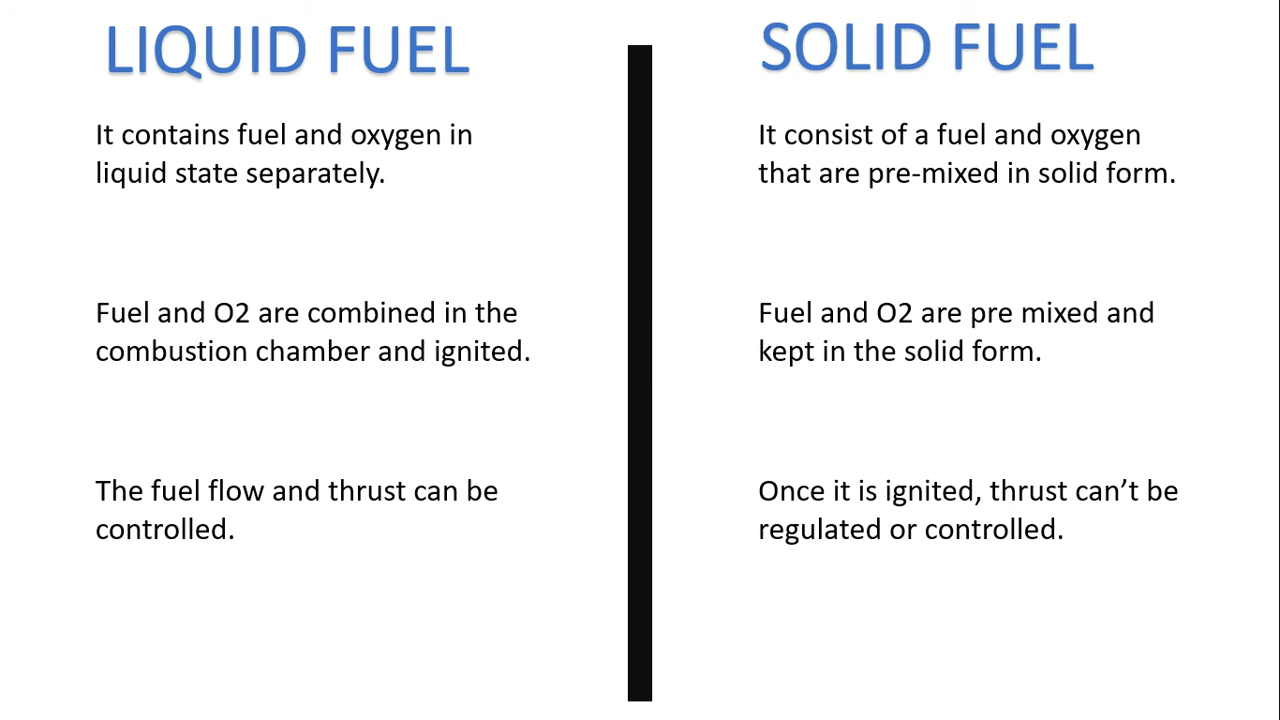 LIQUID FUEL
It contains fuel and oxygen in
liquid state separately.
Fuel and O2 are combined in the
combustion chamber and ignited.
The fuel flow and thrust can be
controlled.
SOLID FUEL
It consist of a fuel and oxygen
that are pre-mixed in solid form.
Fuel and O2 are pre mixed and
kept in the solid form.
Once it is ignited, thrust can’t be
regulated or controlled.